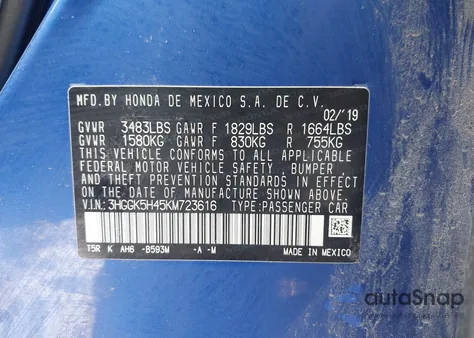 MFD.BY HONDA DE MEXICO S.A. DE C.V.
02/'19
GVWR 3483LBS GAWR F 1829LBS R 1664LBS
GVWR 1580KG GAWR F 830KG R 755KG
THIS VEHICLE CONFORMS TO ALL APPLICABLE
FEDERAL MOTOR VEHICLE SAFETY, BUMPER,
AND THEFT PREVENTION STANDARDS IN EFFECT
ON THE DATE OF MANUFACTURE SHOWN ABOVE.
V.I.N.: 3HGGK5H45KM723616 TYPE:PASSENGER CAR
T5R K AH6 -B593M -A -M MADE IN MEXICO
autoSnap